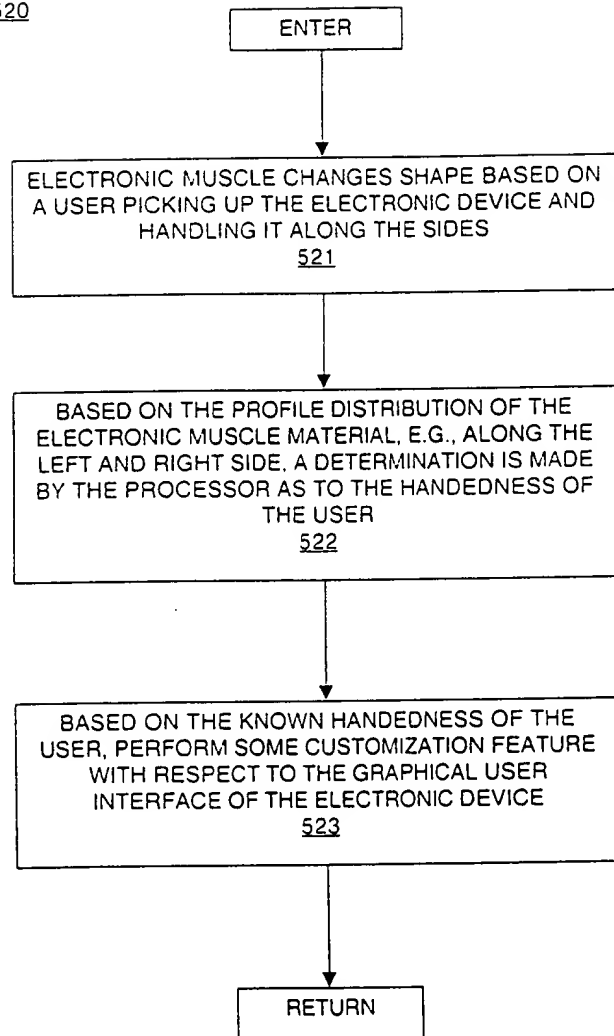 520
ENTER
ELECTRONIC MUSCLE CHANGES SHAPE BASED ON
A USER PICKING UP THE ELECTRONIC DEVICE AND
HANDLING IT ALONG THE SIDES
521
BASED ON THE PROFILE DISTRIBUTION OF THE
ELECTRONIC MUSCLE MATERIAL, E.G., ALONG THE
LEFT AND RIGHT SIDE, A DETERMINATION IS MADE
BY THE PROCESSOR AS TO THE HANDEDNESS OF
THE USER
522
BASED ON THE KNOWN HANDEDNESS OF THE
USER, PERFORM SOME CUSTOMIZATION FEATURE
WITH RESPECT TO THE GRAPHICAL USER
INTERFACE OF THE ELECTRONIC DEVICE
523
RETURN